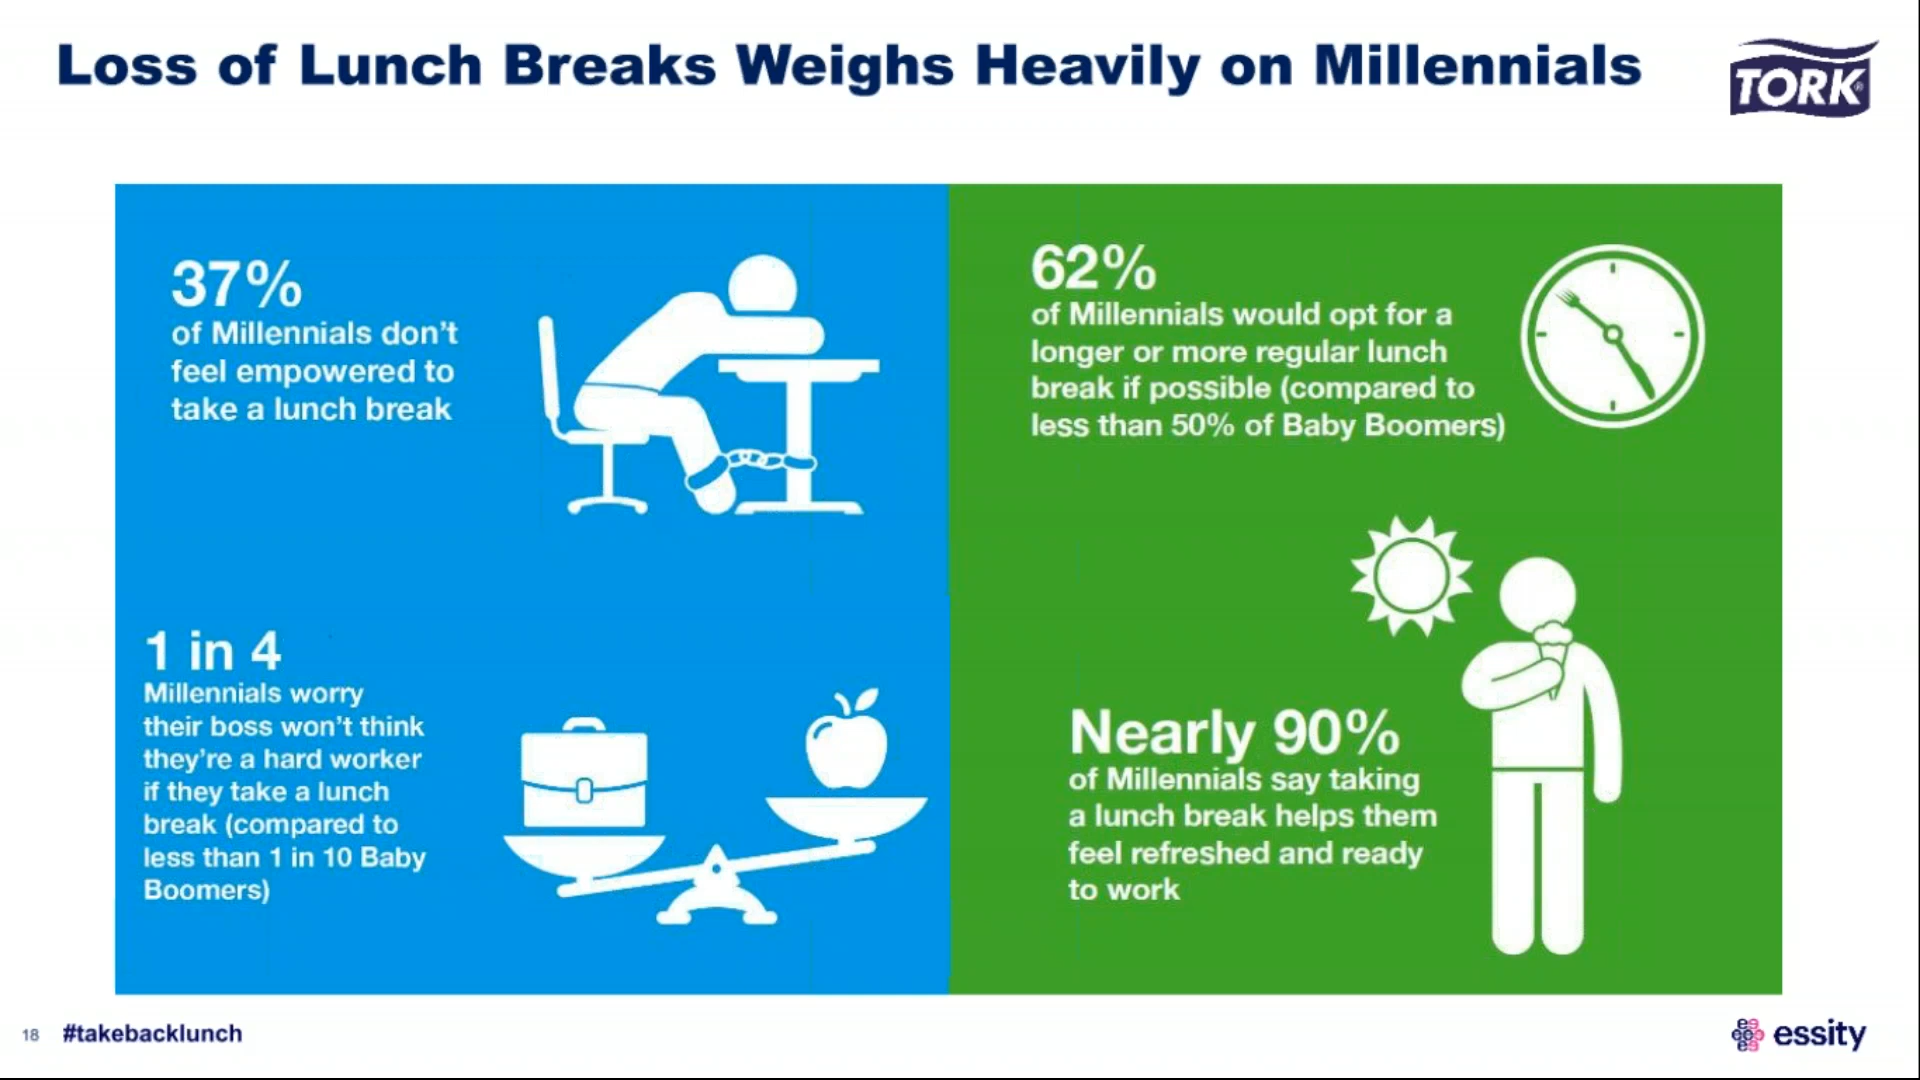 Loss of Lunch Breaks Weighs Heavily on Millennials
TORK®
37%
of Millennials don't
feel empowered to
take a lunch break
1 in 4
Millennials worry
their boss won't think
they're a hard worker
if they take a lunch
break (compared to
less than 1 in 10 Baby
Boomers)
62%
of Millennials would opt for a
longer or more regular lunch
break if possible (compared to
less than 50% of Baby Boomers)
Nearly 90%
of Millennials say taking
a lunch break helps them
feel refreshed and ready
to work
18 #takebacklunch
essity